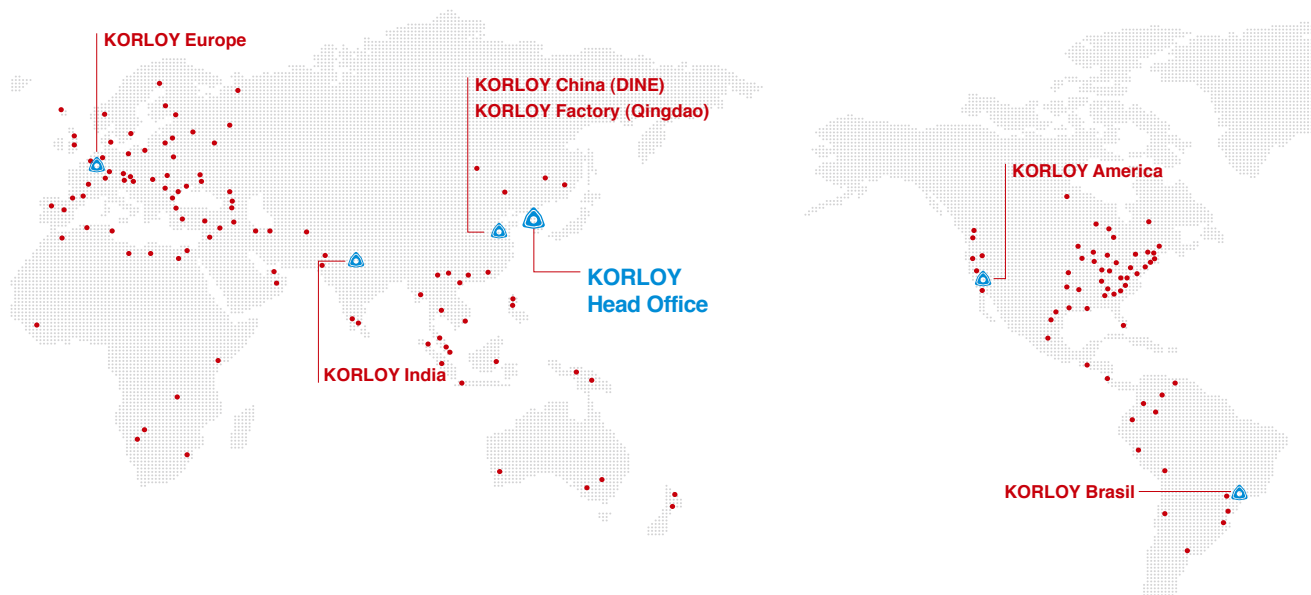 KORLOY Europe
KORLOY China (DINE)
KORLOY Factory (Qingdao)
KORLOY America
KORLOY
Head Office
KORLOY India
KORLOY Brasil